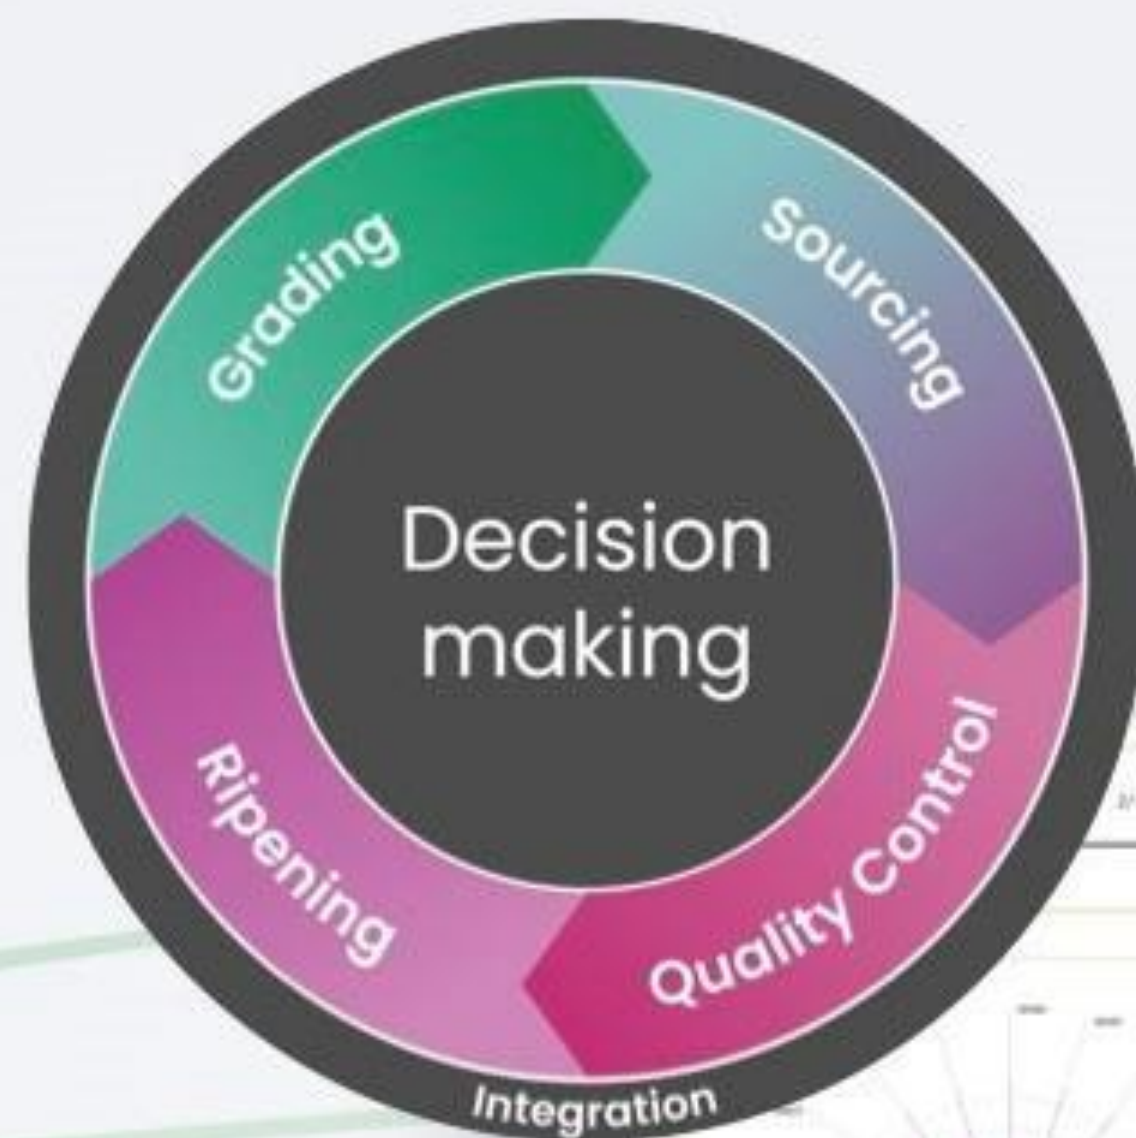 Grading
Sourcing
Decision
making
Ripening
Quality Control
Integration